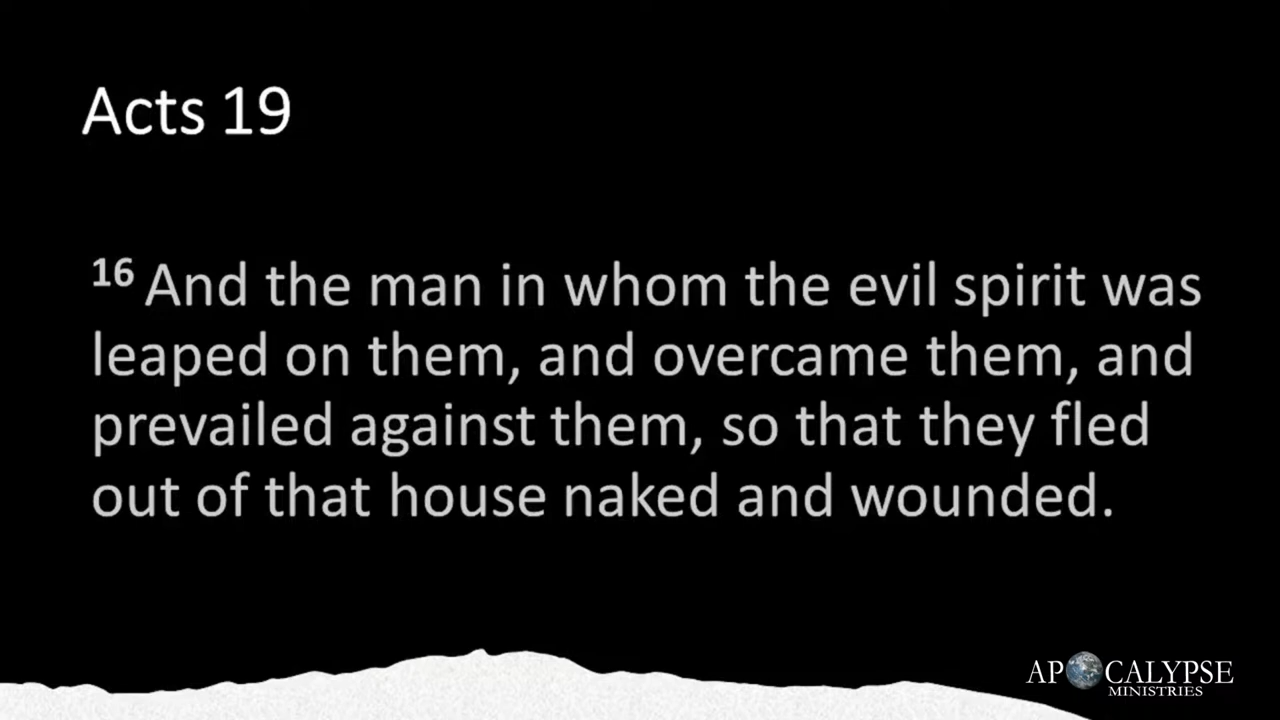 Acts 19
16 And the man in whom the evil spirit was
leaped on them, and overcame them, and
prevailed against them, so that they fled
out of that house naked and wounded.
APOCALYPSE
MINISTRIES